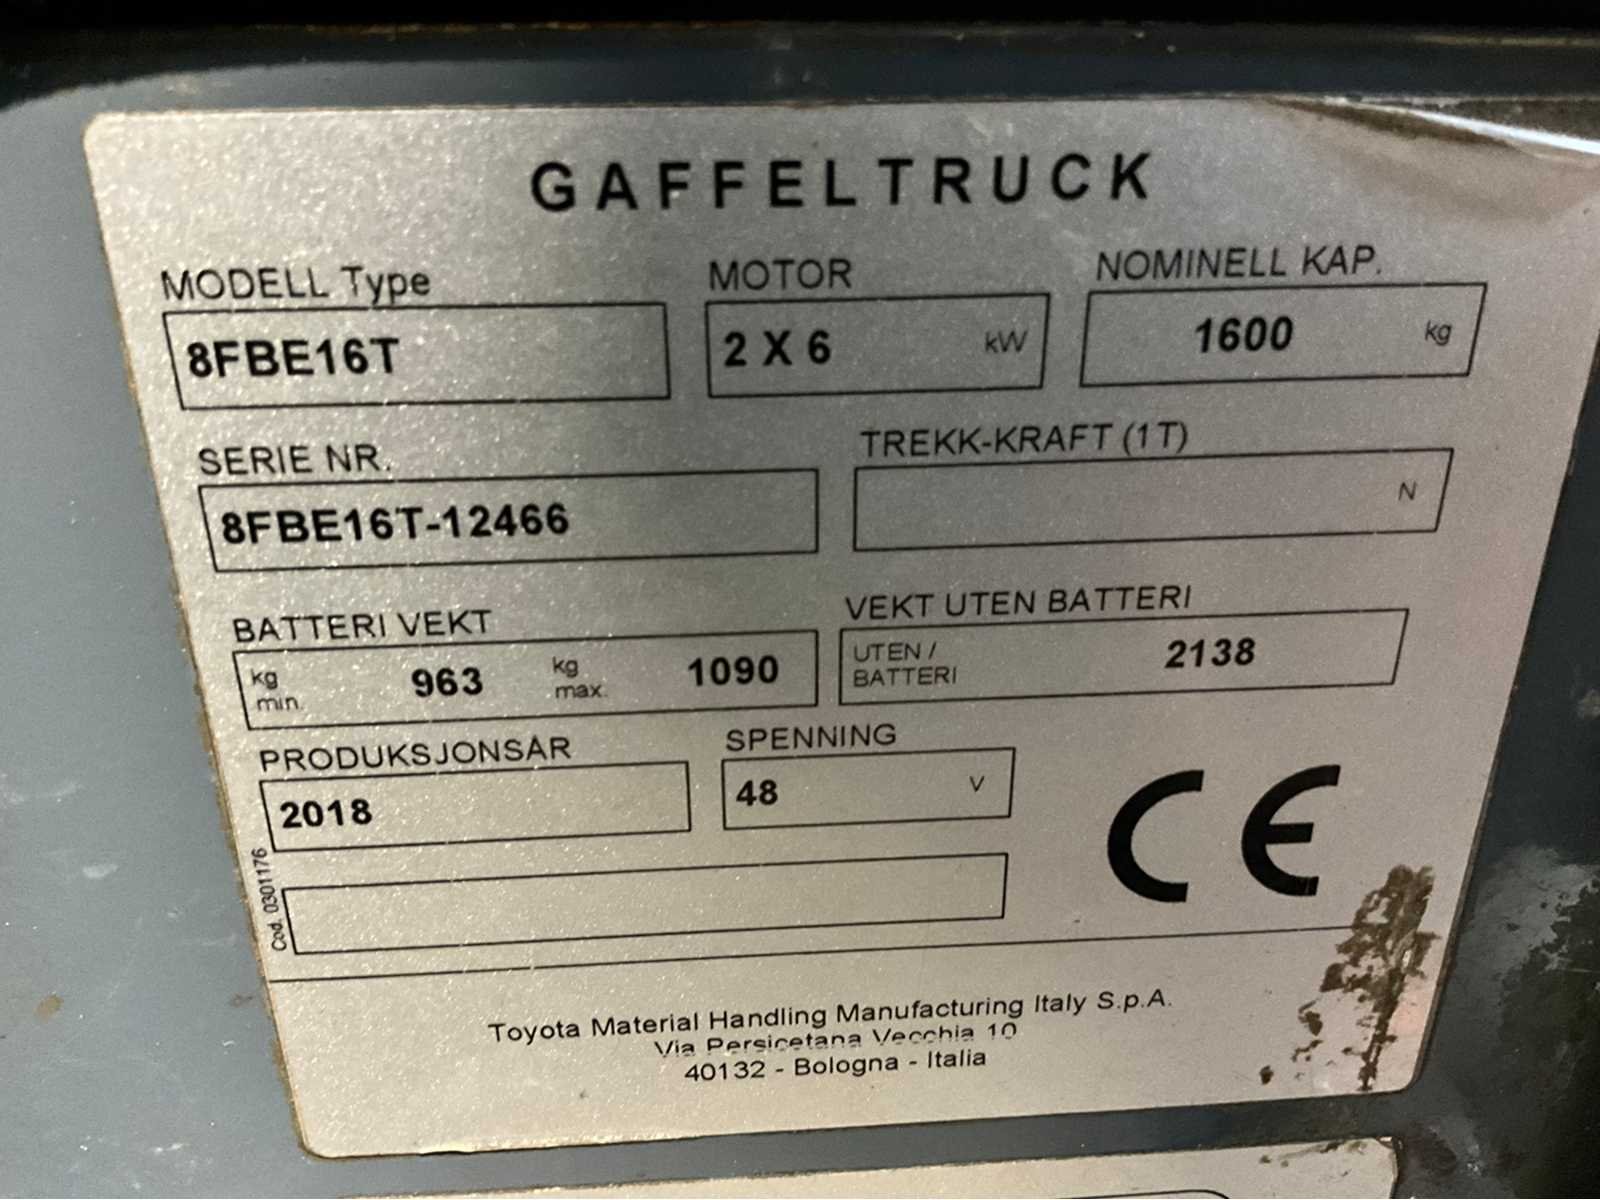 GAFFELTRUCK
MODELL Type MOTOR NOMINELL KAP.
8FBE16T 2 X 6 kW 1600 kg
SERIE NR. TREKK-KRAFT (1T)
8FBE16T-12466 N
BATTERI VEKT VEKT UTEN BATTERI
kg min. 963 kg max. 1090 UTEN / BATTERI 2138
PRODUKSJONSÅR SPENNING
2018 48 V
CE
Cod. 0301176
Toyota Material Handling Manufacturing Italy S.p.A.
Via Persicetana Vecchia 10
40132 - Bologna - Italia